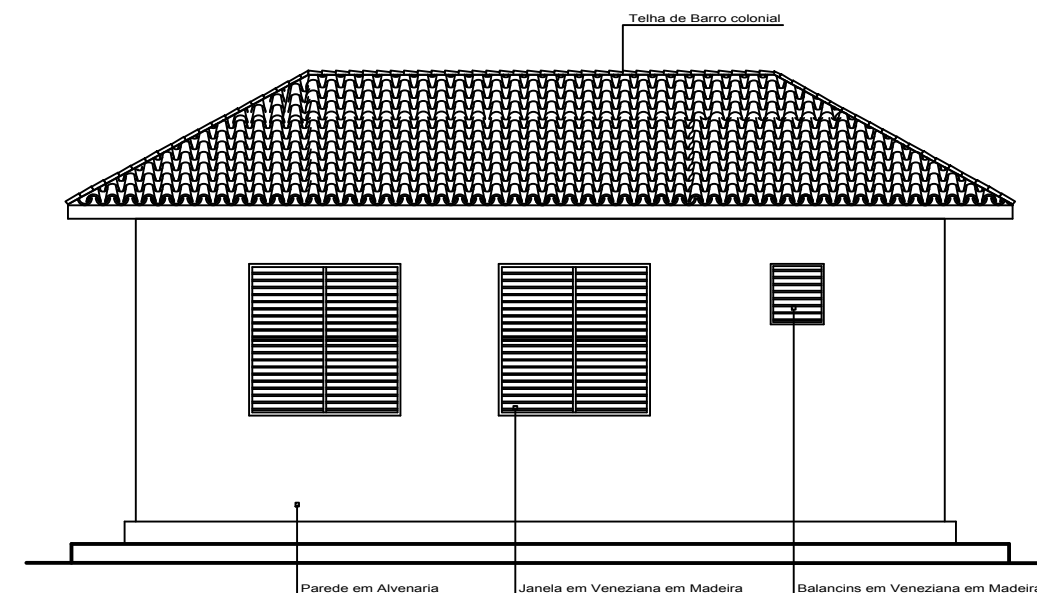 Telha de Barro colonial
Parede em Alvenaria
Janela em Veneziana em Madeira
Balancins em Veneziana em Madeira